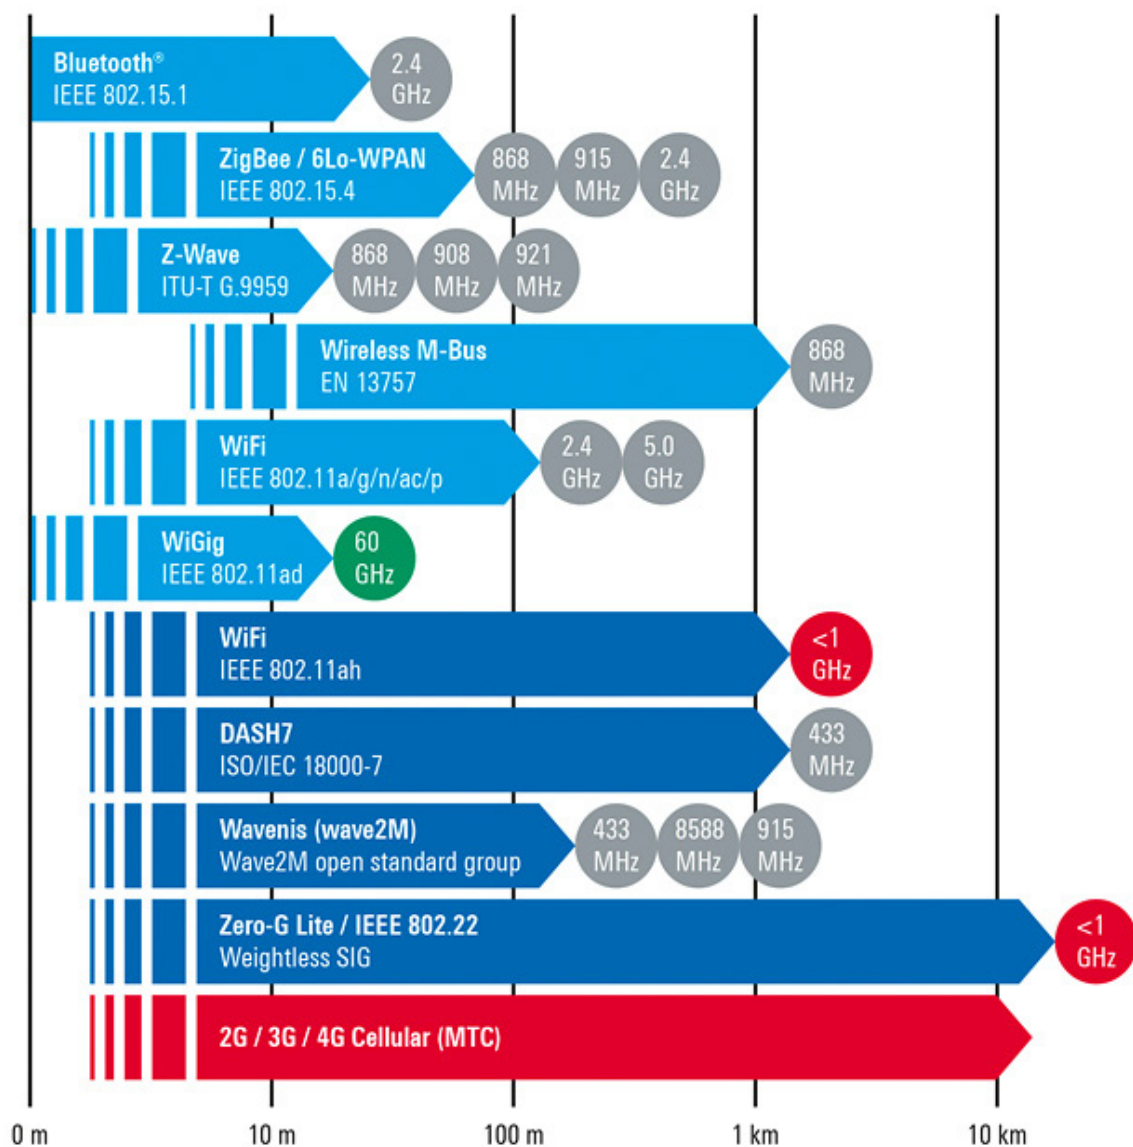 Bluetooth®
IEEE 802.15.1
2.4
GHz
ZigBee / 6Lo-WPAN
IEEE 802.15.4
868
MHz
915
MHz
2.4
GHz
Z-Wave
ITU-T G.9959
868
MHz
908
MHz
921
MHz
Wireless M-Bus
EN 13757
868
MHz
WiFi
IEEE 802.11a/g/n/ac/p
2.4
GHz
5.0
GHz
WiGig
IEEE 802.11ad
60
GHz
WiFi
IEEE 802.11ah
<1
GHz
DASH7
ISO/IEC 18000-7
433
MHz
Wavenis (wave2M)
Wave2M open standard group
433
MHz
8588
MHz
915
MHz
Zero-G Lite / IEEE 802.22
Weightless SIG
<1
GHz
2G / 3G / 4G Cellular (MTC)
0 m
10 m
100 m
1 km
10 km